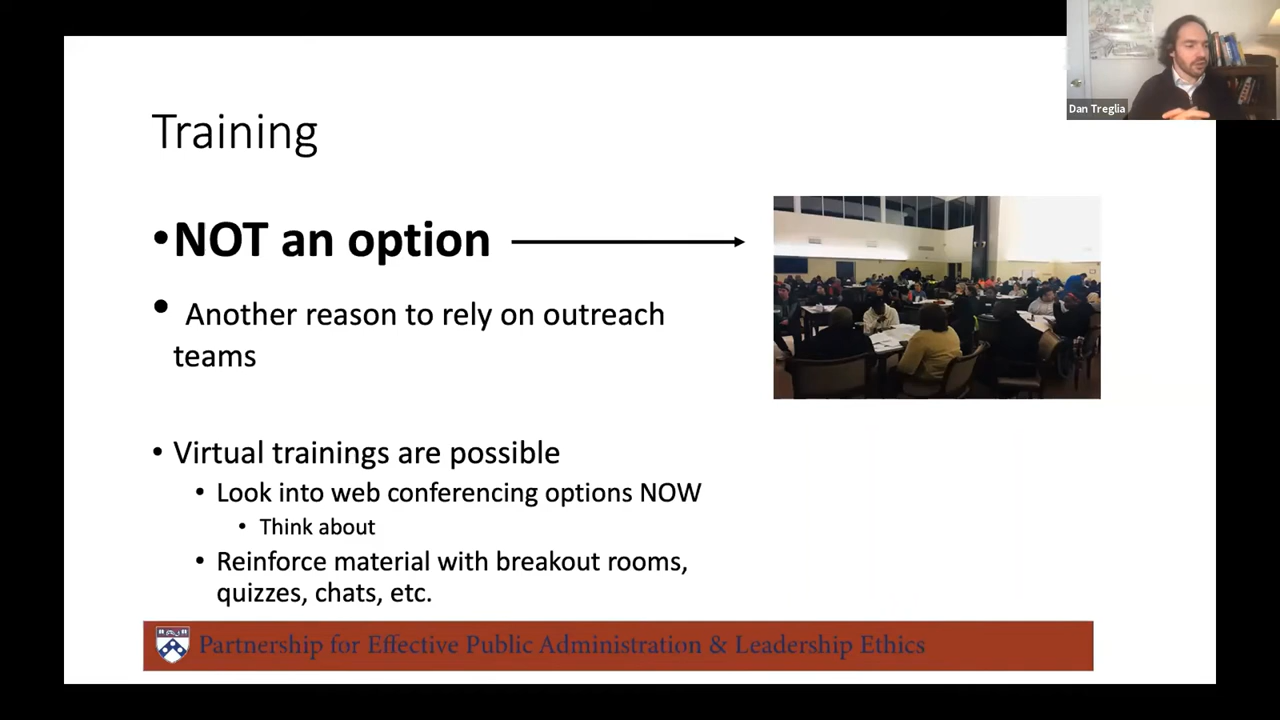 Dan Treglia
Training
•NOT an option
• Another reason to rely on outreach
teams
• Virtual trainings are possible
• Look into web conferencing options NOW
• Think about
• Reinforce material with breakout rooms,
quizzes, chats, etc.
Partnership for Effective Public Administration & Leadership Ethics